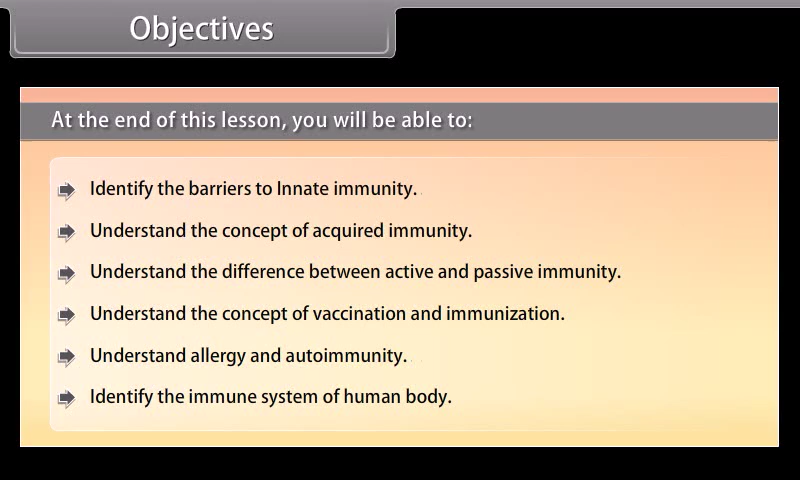 Objectives
At the end of this lesson, you will be able to:
Identify the barriers to Innate immunity.
Understand the concept of acquired immunity.
Understand the difference between active and passive immunity.
Understand the concept of vaccination and immunization.
Understand allergy and autoimmunity.
Identify the immune system of human body.